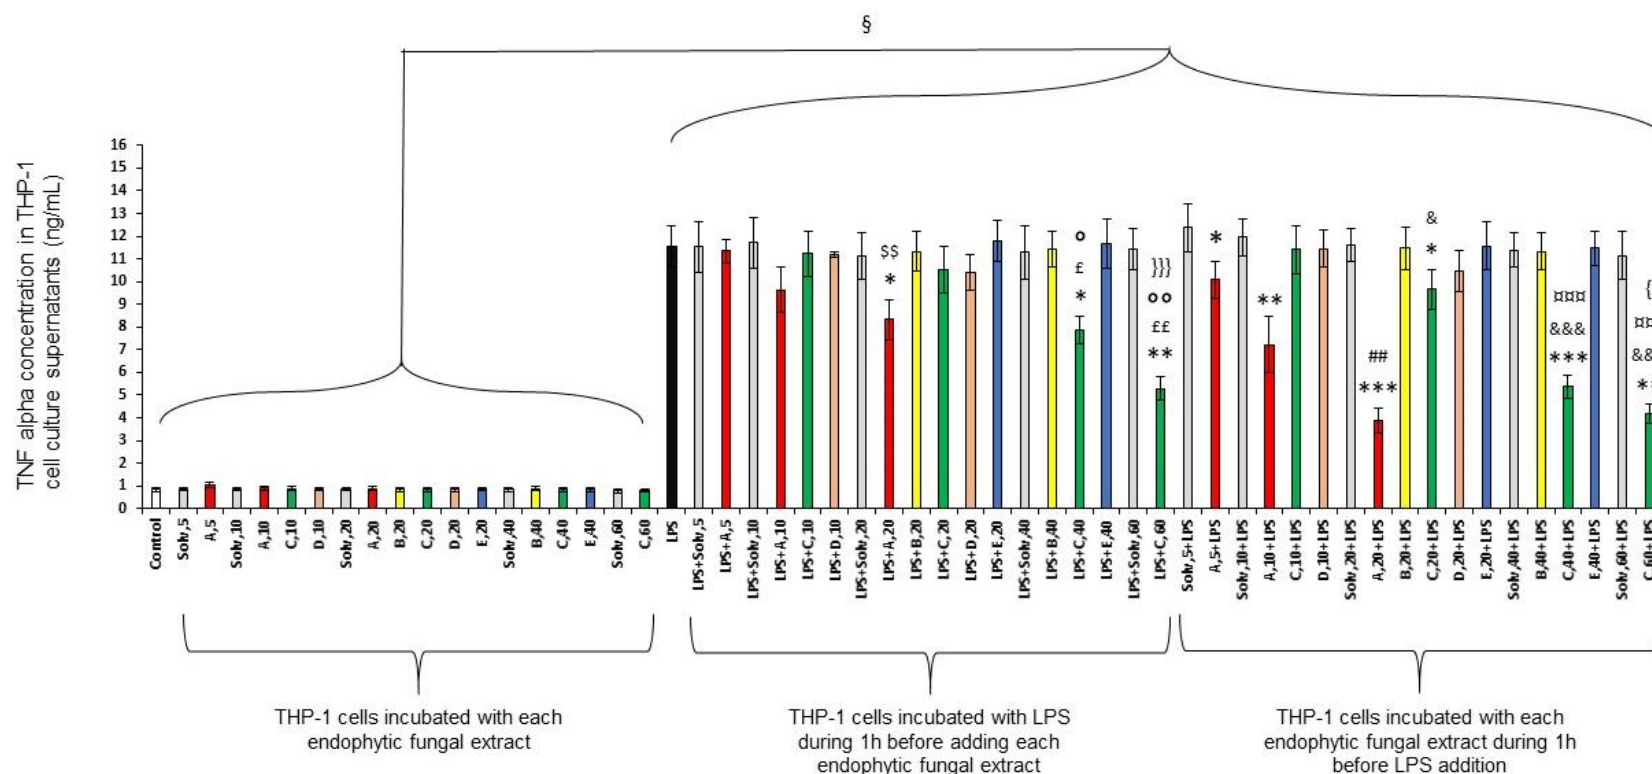 §
TNF alpha concentration in THP-1
cell culture supernatants (ng/mL)
16
15
14
13
12
11
10
9
8
7
6
5
4
3
2
1
0
$$
*
o
£
*
}}}
oo
££
**
*
**
##
***
&
*
¤¤¤
&&&
***
{
¤¤
&&
**
Control
Solv,5
A,5
Solv,10
A,10
C,10
D,10
Solv,20
A,20
B,20
C,20
D,20
E,20
Solv,40
B,40
C,40
E,40
Solv,60
C,60
LPS
LPS+Solv,5
LPS+A,5
LPS+Solv,10
LPS+A,10
LPS+C,10
LPS+D,10
LPS+Solv,20
LPS+A,20
LPS+B,20
LPS+C,20
LPS+D,20
LPS+E,20
LPS+Solv,40
LPS+B,40
LPS+C,40
LPS+E,40
LPS+Solv,60
LPS+C,60
Solv,5+LPS
A,5+LPS
Solv,10+LPS
A,10+LPS
C,10+LPS
D,10+LPS
Solv,20+LPS
A,20+LPS
B,20+LPS
C,20+LPS
D,20+LPS
E,20+LPS
Solv,40+LPS
B,40+LPS
C,40+LPS
E,40+LPS
Solv,60+LPS
C,60+LPS
THP-1 cells incubated with each
endophytic fungal extract
THP-1 cells incubated with LPS
during 1h before adding each
endophytic fungal extract
THP-1 cells incubated with each
endophytic fungal extract during 1h
before LPS addition